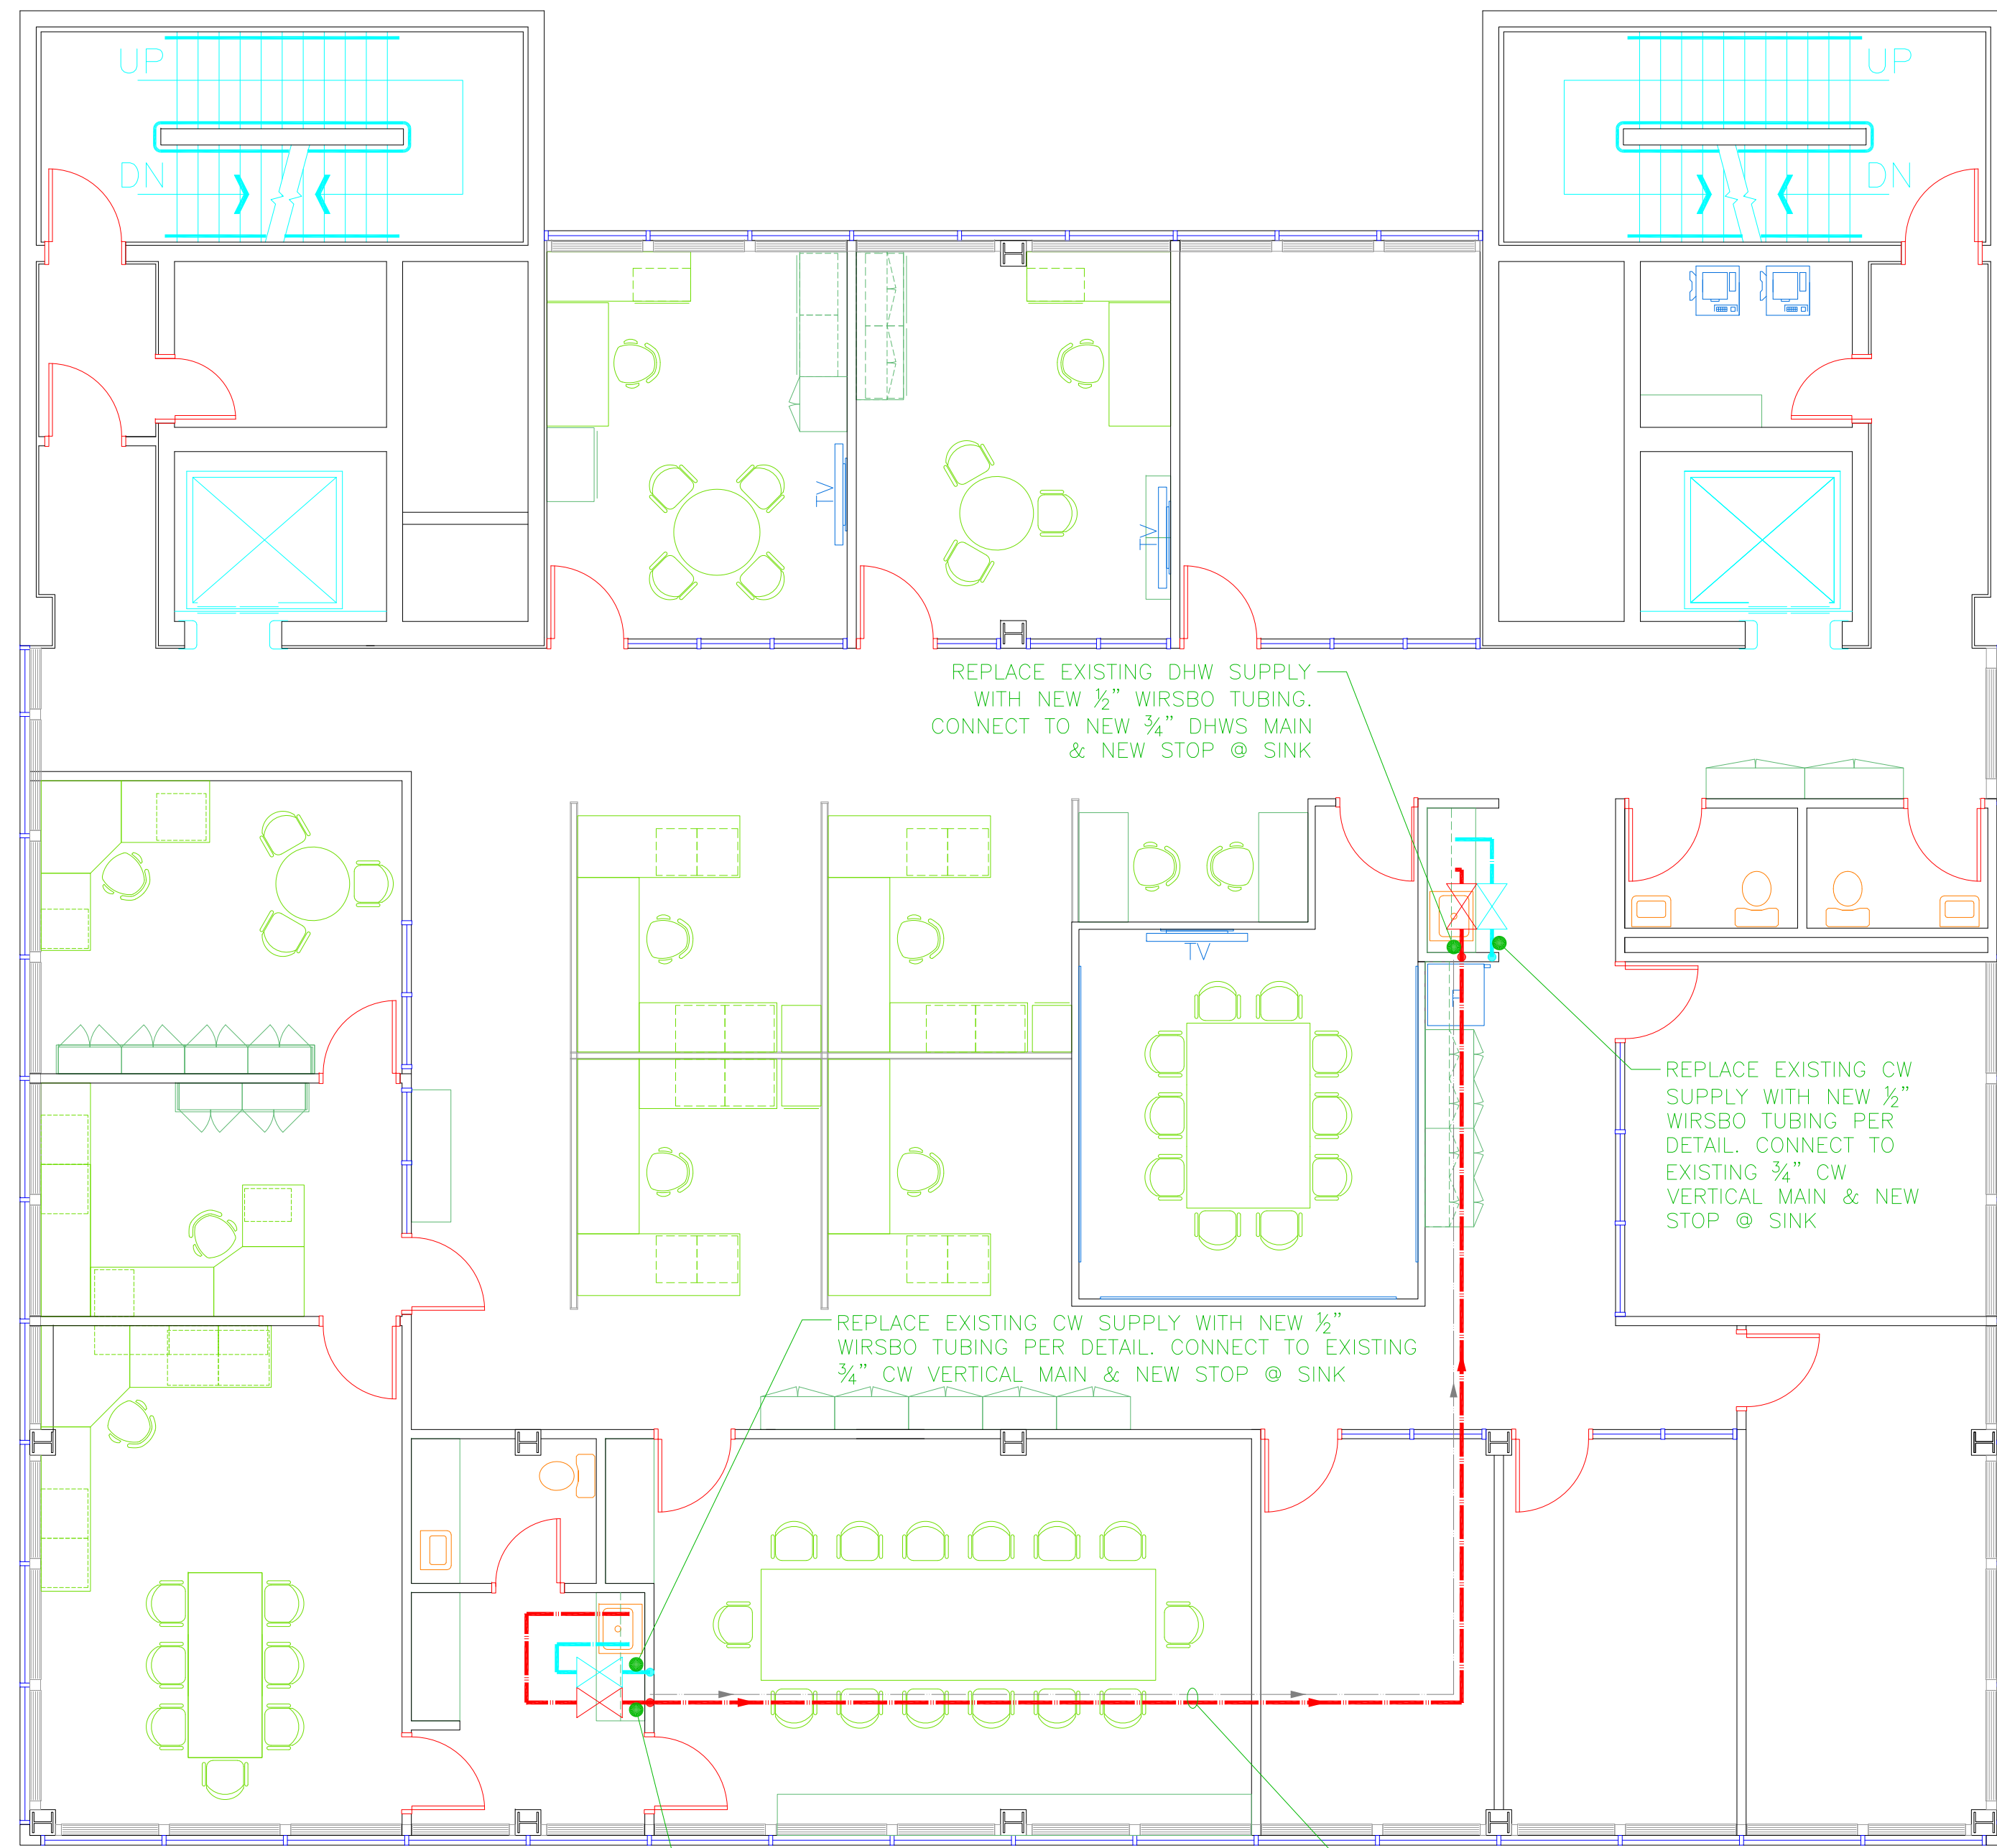 UP
UP
DN
DN
TV
TV
REPLACE EXISTING DHW SUPPLY
WITH NEW ½" WIRSBO TUBING.
CONNECT TO NEW ¾" DHWS MAIN
& NEW STOP @ SINK
TV
REPLACE EXISTING CW
SUPPLY WITH NEW ½"
WIRSBO TUBING PER
DETAIL. CONNECT TO
EXISTING ¾" CW
VERTICAL MAIN & NEW
STOP @ SINK
REPLACE EXISTING CW SUPPLY WITH NEW ½"
WIRSBO TUBING PER DETAIL. CONNECT TO EXISTING
¾" CW VERTICAL MAIN & NEW STOP @ SINK